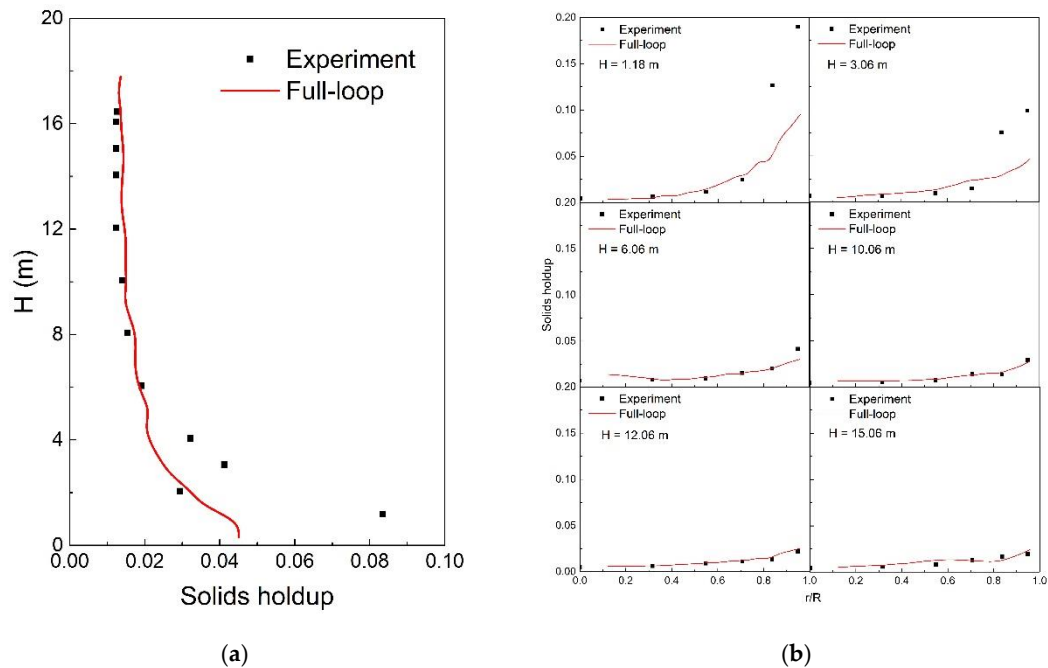 Experiment
Full-loop
16
12
8
4
0
H (m)
0.00 0.02 0.04 0.06 0.08 0.10
Solids holdup
(a)
0.20
0.15
0.10
0.05
0.20
Experiment
Full-loop
H = 1.18 m
Experiment
Full-loop
H = 3.06 m
0.15
0.10
0.05
0.20
Experiment
Full-loop
H = 6.06 m
Experiment
Full-loop
H = 10.06 m
Solids holdup
0.15
0.10
0.05
0.00
Experiment
Full-loop
H = 12.06 m
Experiment
Full-loop
H = 15.06 m
0.0 0.2 0.4 0.6 0.8 0.0 0.2 0.4 0.6 0.8 1.0
r/R
(b)